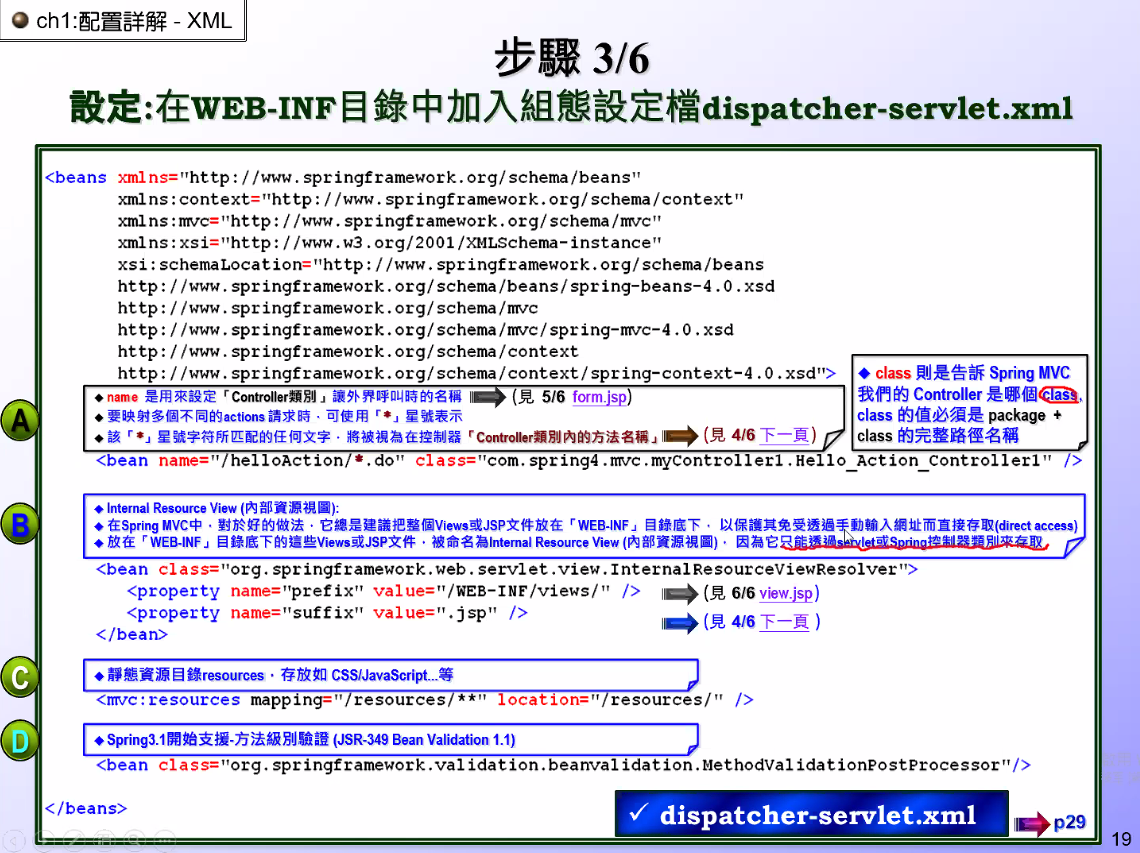 ch1:配置詳解 - XML
步驟 3/6
設定:在WEB-INF目錄中加入組態設定檔dispatcher-servlet.xml
<beans xmlns="http://www.springframework.org/schema/beans"
xmlns:context="http://www.springframework.org/schema/context"
xmlns:mvc="http://www.springframework.org/schema/mvc"
xmlns:xsi="http://www.w3.org/2001/XMLSchema-instance"
xsi:schemaLocation="http://www.springframework.org/schema/beans
http://www.springframework.org/schema/beans/spring-beans-4.0.xsd
http://www.springframework.org/schema/mvc
http://www.springframework.org/schema/mvc/spring-mvc-4.0.xsd
http://www.springframework.org/schema/context
http://www.springframework.org/schema/context/spring-context-4.0.xsd">
◆ class 則是告訴 Spring MVC
我們的 Controller 是哪個 class,
class 的值必須是 package +
class 的完整路徑名稱
A
◆ name 是用來設定「Controller類別」讓外界呼叫時的名稱 (見 5/6 form.jsp)
◆ 要映射多個不同的actions 請求時，可使用「*」星號表示
◆ 該「*」星號字符所匹配的任何文字，將被視為在控制器「Controller類別內的方法名稱」 (見 4/6 下一頁)
<bean name="/helloAction/*.do" class="com.spring4.mvc.myController1.Hello_Action_Controller1" />
B
◆ Internal Resource View (內部資源視圖):
◆ 在Spring MVC中，對於好的做法，它總是建議把整個Views或JSP文件放在「WEB-INF」目錄底下， 以保護其免受透過手動輸入網址而直接存取(direct access)
◆ 放在「WEB-INF」目錄底下的這些Views或JSP文件，被命名為Internal Resource View (內部資源視圖)， 因為它只能透過servlet或Spring控制器類別來存取,
<bean class="org.springframework.web.servlet.view.InternalResourceViewResolver">
<property name="prefix" value="/WEB-INF/views/" /> (見 6/6 view.jsp)
<property name="suffix" value=".jsp" /> (見 4/6 下一頁 )
</bean>
C
◆ 靜態資源目錄resources，存放如 CSS/JavaScript...等
<mvc:resources mapping="/resources/**" location="/resources/" />
D
◆ Spring3.1開始支援-方法級別驗證 (JSR-349 Bean Validation 1.1)
<bean class="org.springframework.validation.beanvalidation.MethodValidationPostProcessor"/>
</beans>
✓ dispatcher-servlet.xml
p29
19